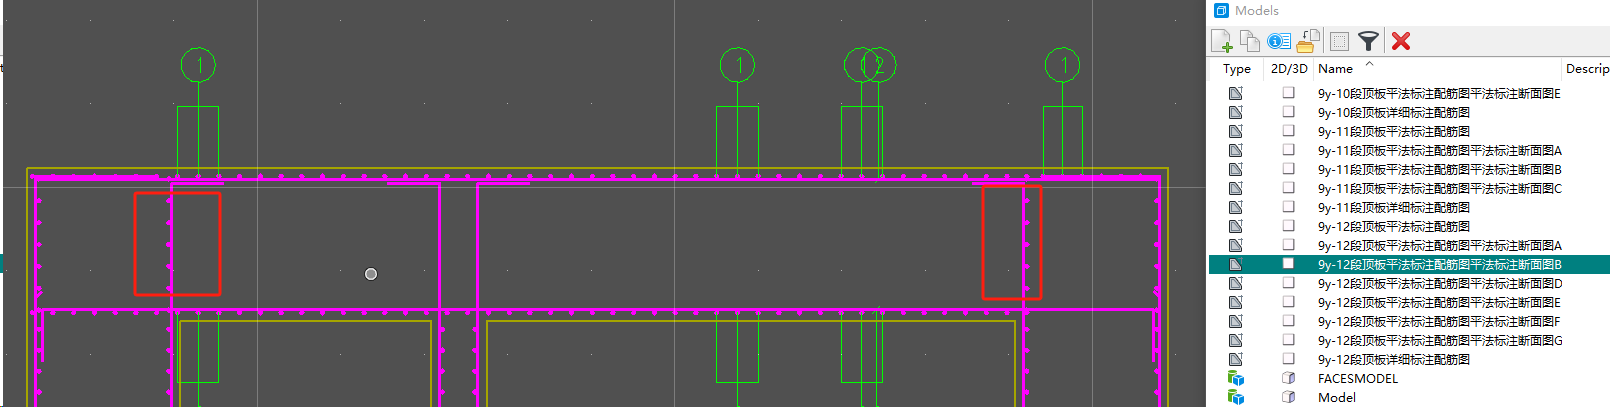 Models
Type 2D/3D Name Descrip
9y-10段顶板平法标注配筋图平法标注断面图E
9y-10段顶板详细标注配筋图
9y-11段顶板平法标注配筋图
9y-11段顶板平法标注配筋图平法标注断面图A
9y-11段顶板平法标注配筋图平法标注断面图B
9y-11段顶板平法标注配筋图平法标注断面图C
9y-11段顶板详细标注配筋图
9y-12段顶板平法标注配筋图
9y-12段顶板平法标注配筋图平法标注断面图A
9y-12段顶板平法标注配筋图平法标注断面图B
9y-12段顶板平法标注配筋图平法标注断面图D
9y-12段顶板平法标注配筋图平法标注断面图E
9y-12段顶板平法标注配筋图平法标注断面图F
9y-12段顶板平法标注配筋图平法标注断面图G
9y-12段顶板详细标注配筋图
FACESMODEL
Model
1 1 1 2 1